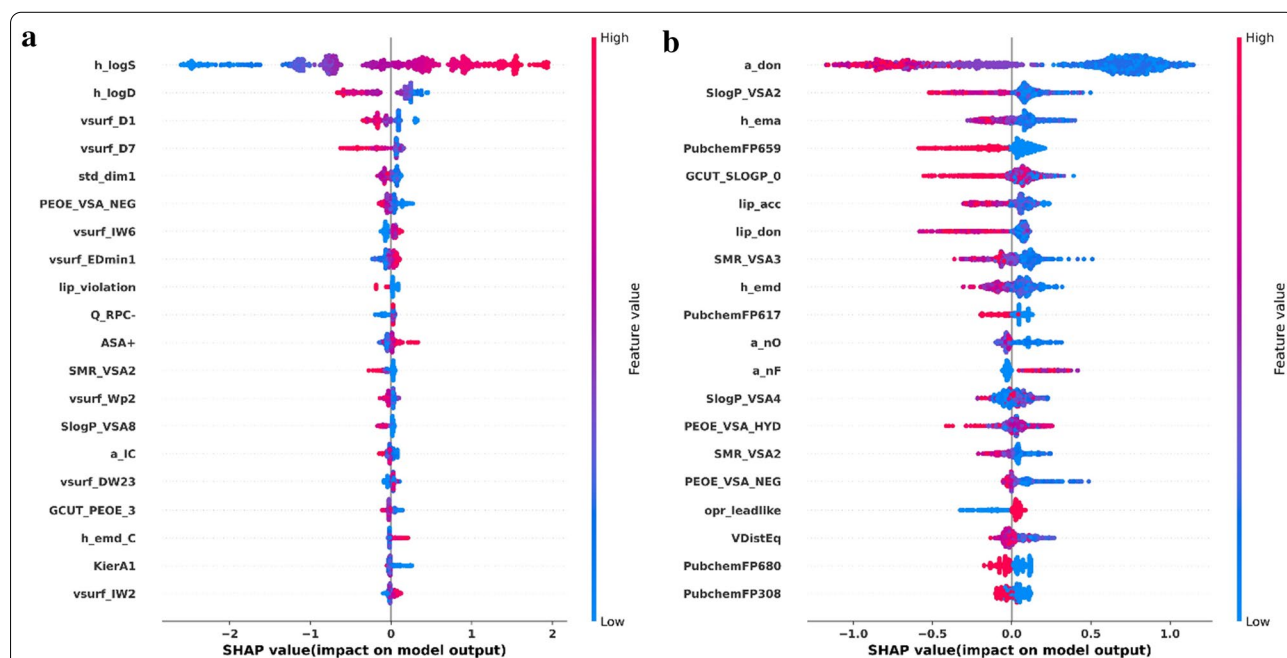 a
h_logS
h_logD
vsurf_D1
vsurf_D7
std_dim1
PEOE_VSA_NEG
vsurf_IW6
vsurf_EDmin1
lip_violation
Q_RPC-
ASA+
SMR_VSA2
vsurf_Wp2
SlogP_VSA8
a_IC
vsurf_DW23
GCUT_PEOE_3
h_emd_C
KierA1
vsurf_IW2
−2 −1 0 1 2
SHAP value(impact on model output)
High
Feature value
Low
b
a_don
SlogP_VSA2
h_ema
PubchemFP659
GCUT_SLOGP_0
lip_acc
lip_don
SMR_VSA3
h_emd
PubchemFP617
a_nO
a_nF
SlogP_VSA4
PEOE_VSA_HYD
SMR_VSA2
PEOE_VSA_NEG
opr_leadlike
VDistEq
PubchemFP680
PubchemFP308
−1.0 −0.5 0.0 0.5 1.0
SHAP value(impact on model output)
High
Feature value
Low